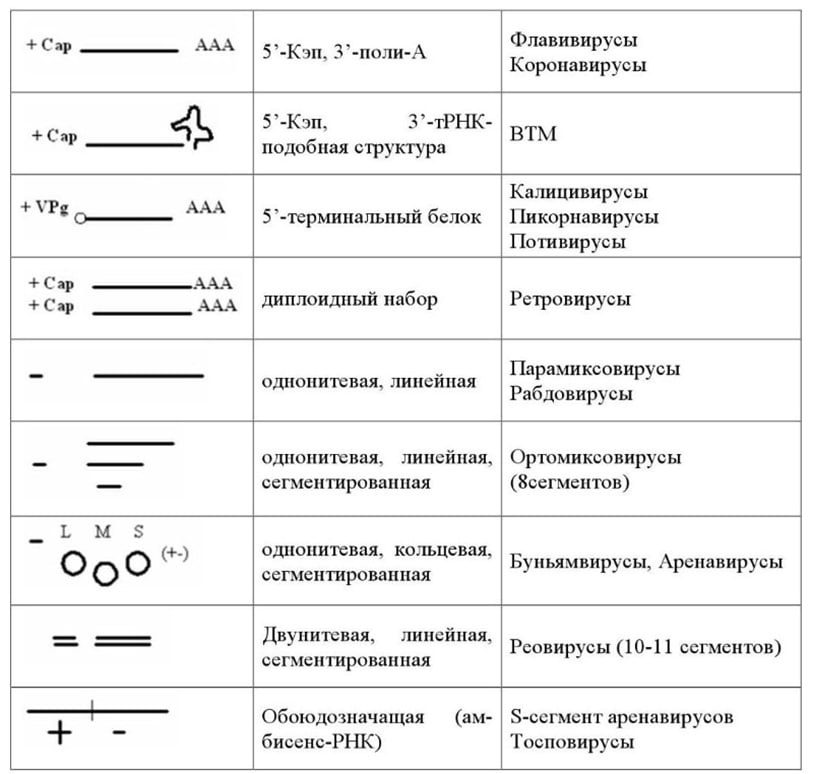 + Cap AAA
5’-Кэп, 3’-поли-А
Флавивирусы
Коронавирусы
+ Cap
5’-Кэп, 3’-тРНК-
подобная структура
ВТМ
+ VPg AAA
5’-терминальный белок
Калицивирусы
Пикорнавирусы
Потивирусы
+ Cap AAA
+ Cap AAA
диплоидный набор
Ретровирусы
-
однонитевая, линейная
Парамиксовирусы
Рабдовирусы
-
однонитевая, линейная,
сегментированная
Ортомиксовирусы
(8сегментов)
- L M S
(+-)
однонитевая, кольцевая,
сегментированная
Буньямвирусы, Аренавирусы
Двунитевая, линейная,
сегментированная
Реовирусы (10-11 сегментов)
+ -
Обоюдозначащая (ам-
бисенс-РНК)
S-сегмент аренавирусов
Тосповирусы